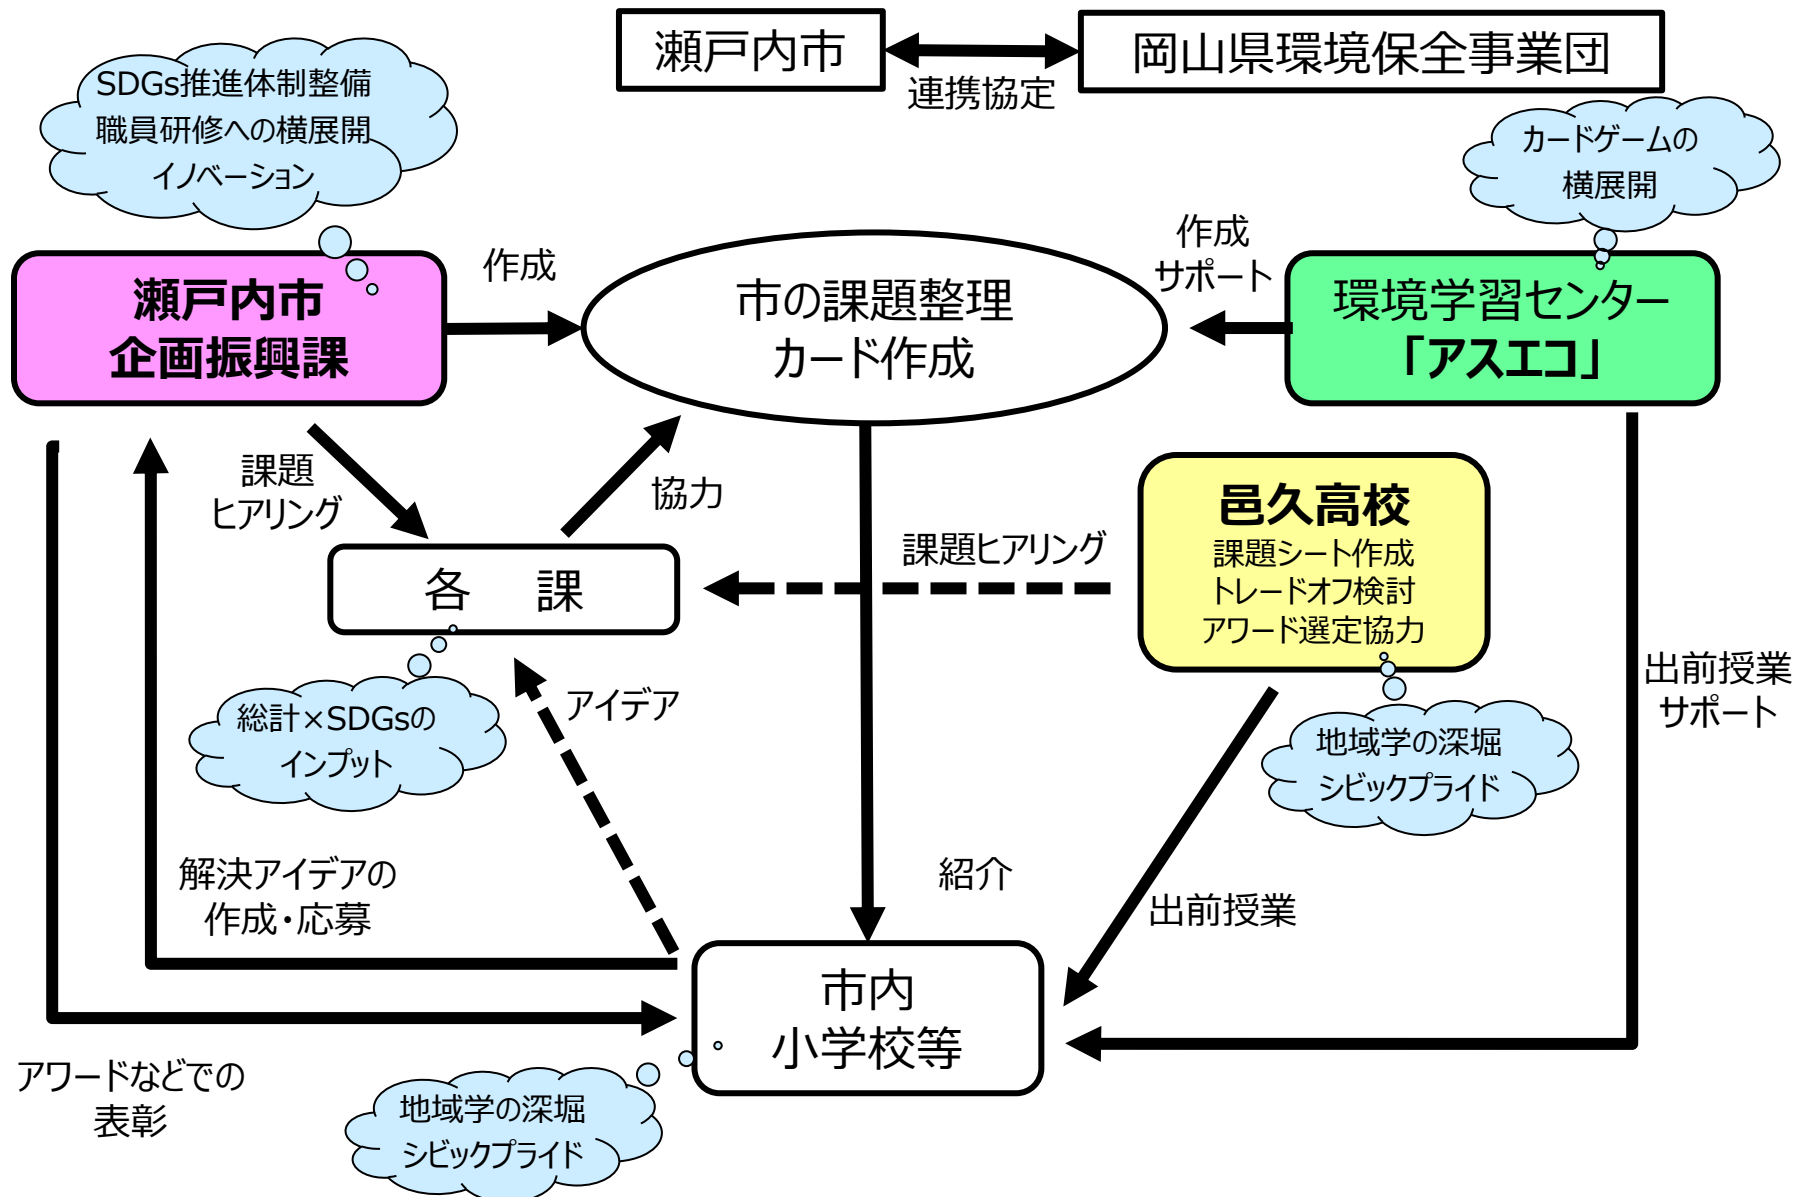 瀬戸内市
岡山県環境保全事業団
連携協定
SDGs推進体制整備
職員研修への横展開
イノベーション
カードゲームの
横展開
瀬戸内市
企画振興課
作成
市の課題整理
カード作成
作成
サポート
環境学習センター
「アスエコ」
課題
ヒアリング
協力
各 課
課題ヒアリング
邑久高校
課題シート作成
トレードオフ検討
アワード選定協力
総計×SDGsの
インプット
アイデア
地域学の深堀
シビックプライド
出前授業
サポート
解決アイデアの
作成・応募
紹介
出前授業
市内
小学校等
アワードなどでの
表彰
地域学の深堀
シビックプライド